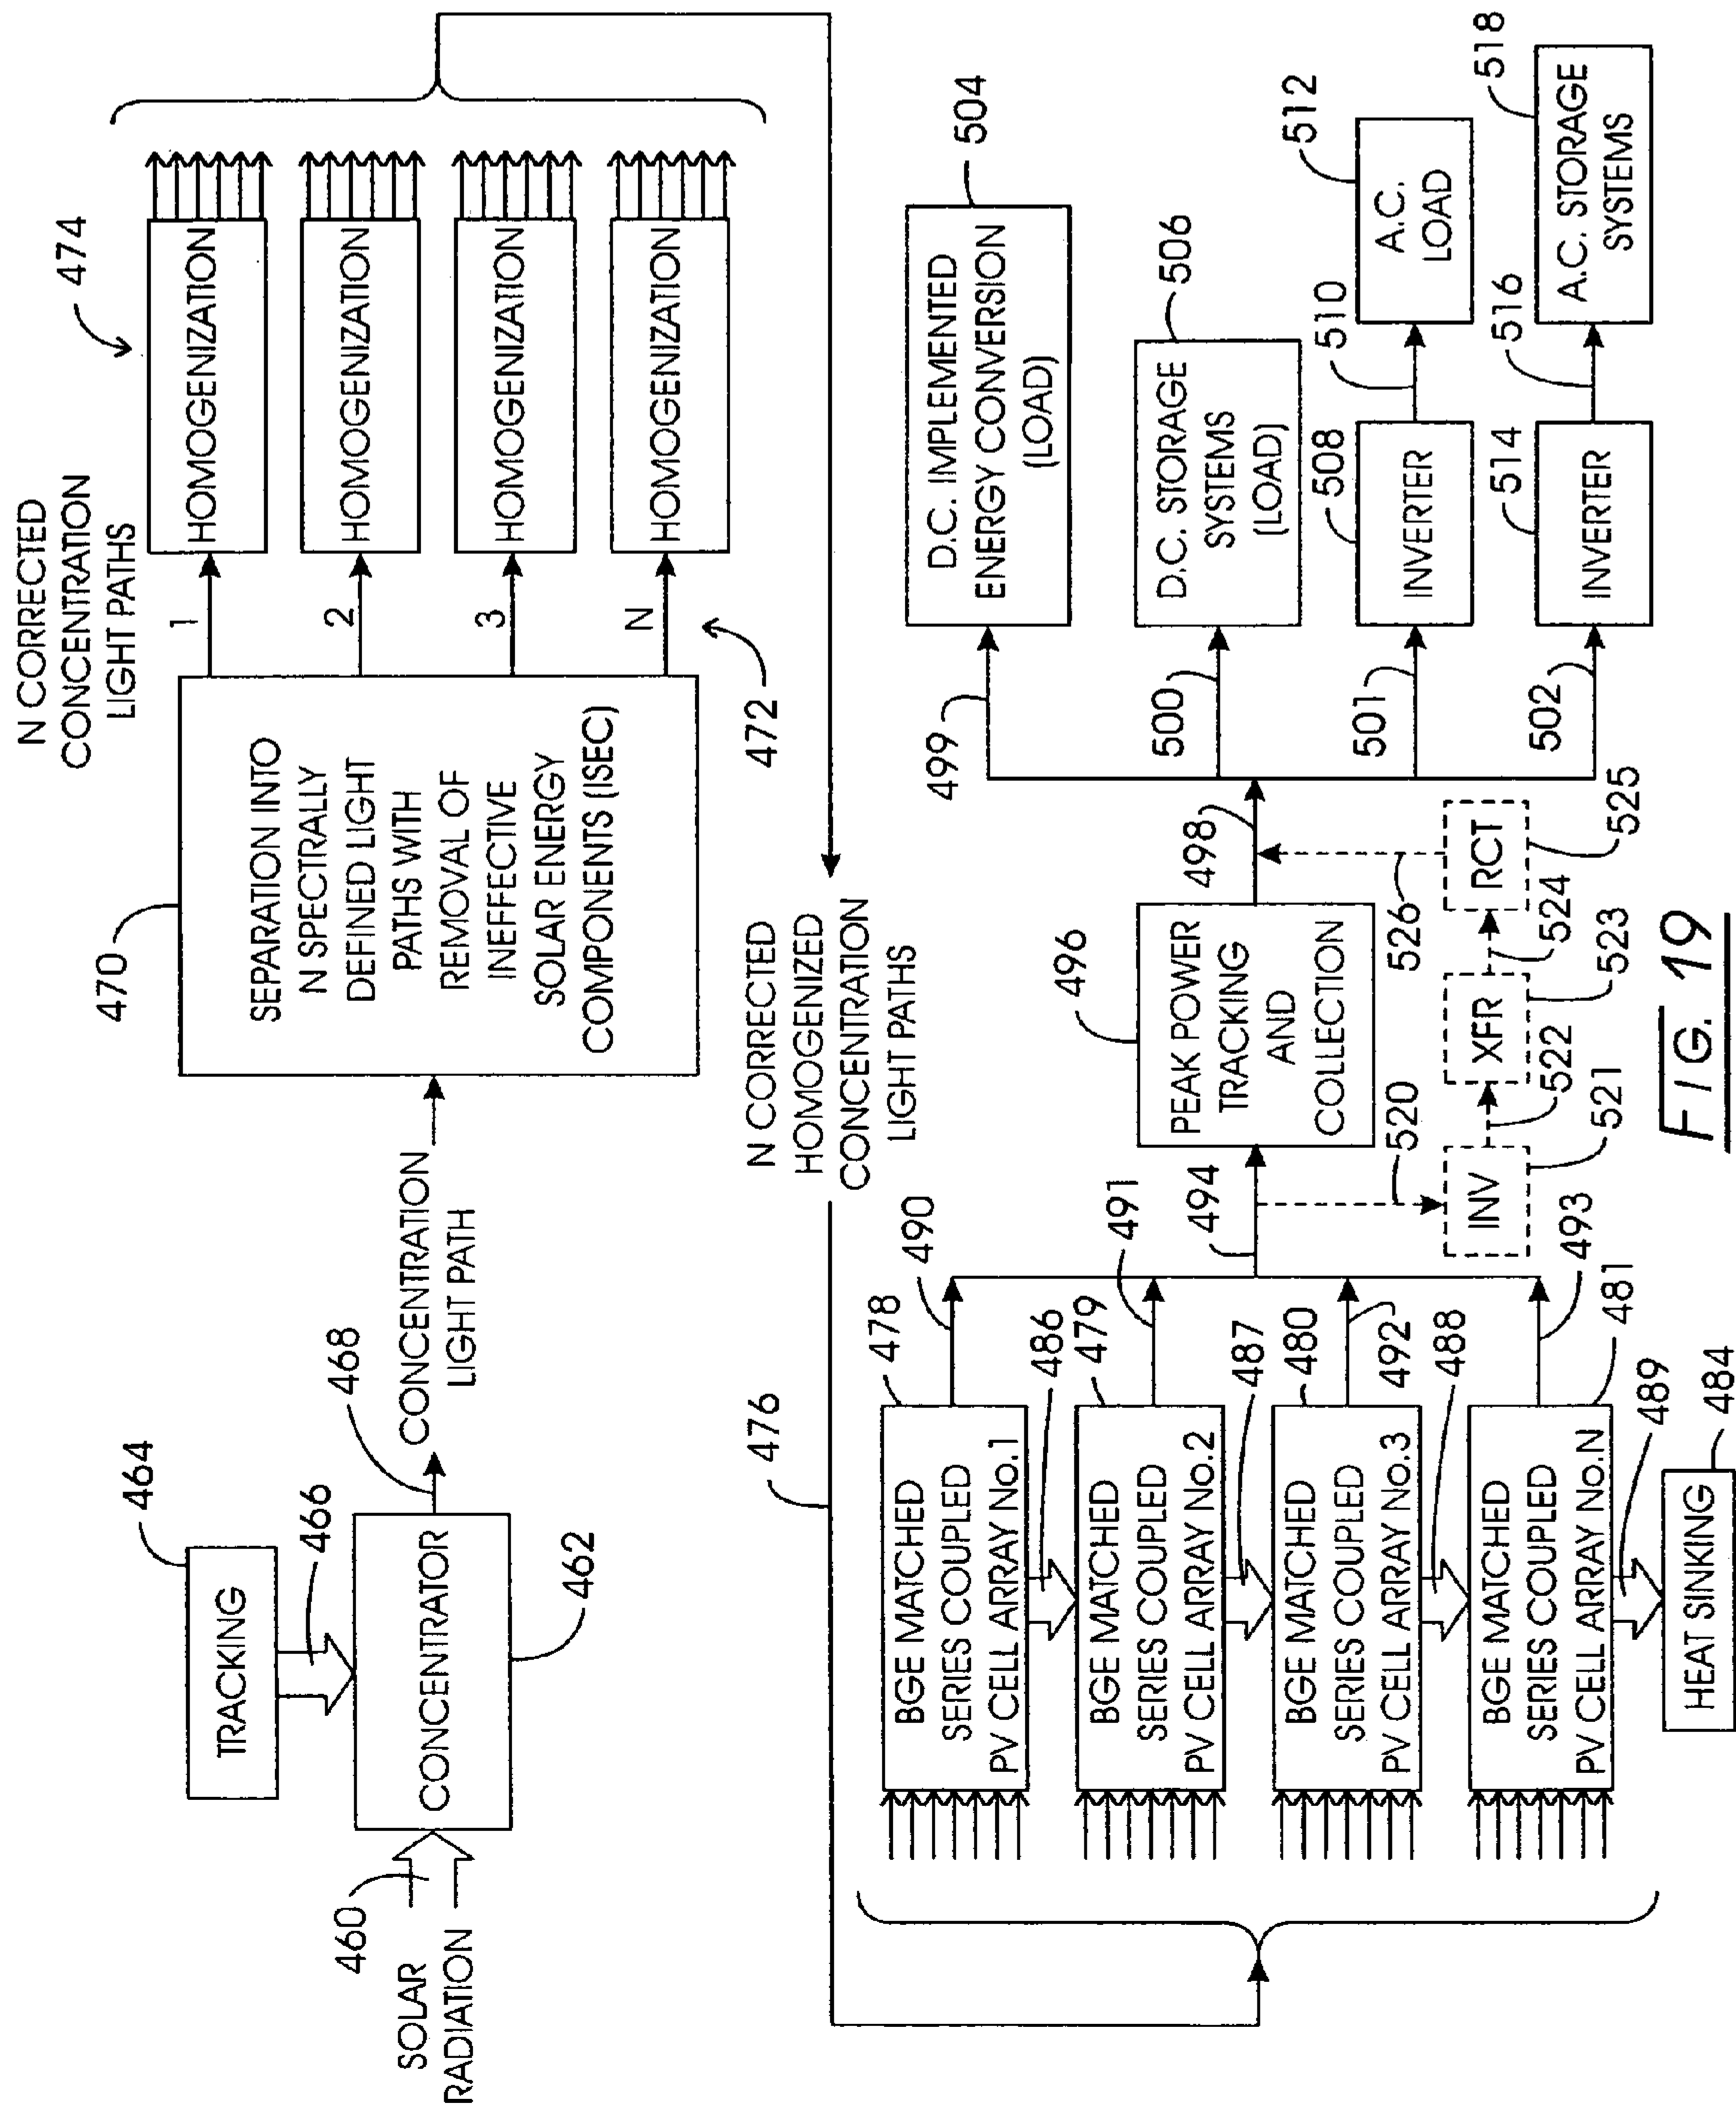 464
TRACKING
466
460
SOLAR
RADIATION
CONCENTRATOR
462
468
CONCENTRATION
LIGHT PATH
470
SEPARATION INTO
N SPECTRALLY
DEFINED LIGHT
PATHS WITH
REMOVAL OF
INEFFECTIVE
SOLAR ENERGY
COMPONENTS (ISEC)
N CORRECTED
CONCENTRATION
LIGHT PATHS
1
2
3
N
472
474
HOMOGENIZATION
HOMOGENIZATION
HOMOGENIZATION
HOMOGENIZATION
476
N CORRECTED
HOMOGENIZED
CONCENTRATION
LIGHT PATHS
BGE MATCHED
SERIES COUPLED
PV CELL ARRAY No.1
478
490
486
BGE MATCHED
SERIES COUPLED
PV CELL ARRAY No.2
479
491
487
BGE MATCHED
SERIES COUPLED
PV CELL ARRAY No.3
480
492
488
BGE MATCHED
SERIES COUPLED
PV CELL ARRAY No.N
481
493
489
HEAT SINKING
484
494
496
PEAK POWER
TRACKING
AND
COLLECTION
498
520
INV
521
522
XFR
523
524
RCT
525
526
499
500
501
502
D.C. IMPLEMENTED
ENERGY CONVERSION
(LOAD)
504
D.C. STORAGE
SYSTEMS
(LOAD)
506
508
INVERTER
510
A.C.
LOAD
512
514
INVERTER
516
A.C. STORAGE
SYSTEMS
518
FIG. 19